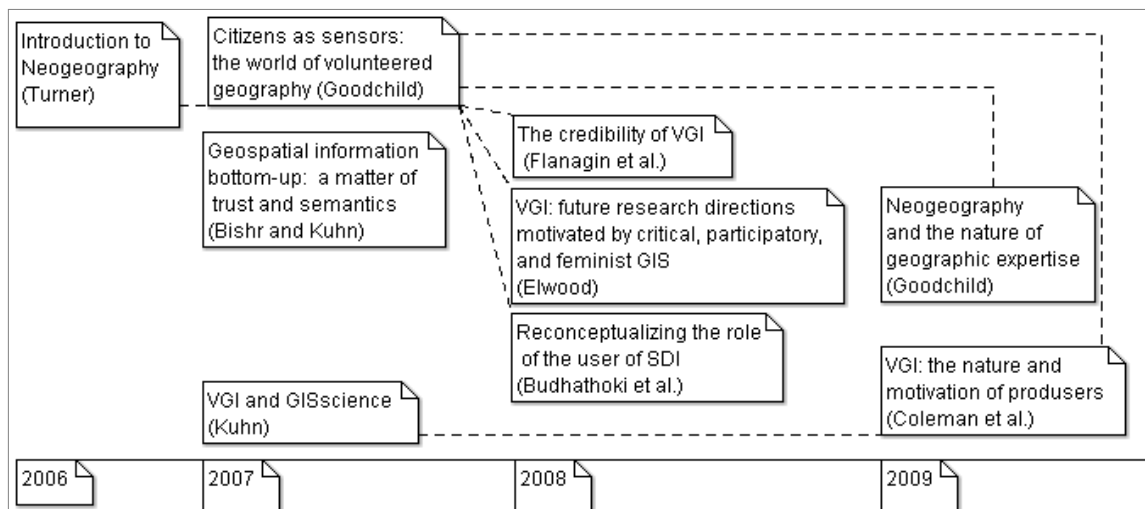 Introduction to
Neogeography
(Turner)
Citizens as sensors:
the world of volunteered
geography (Goodchild)
Geospatial information
bottom-up: a matter of
trust and semantics
(Bishr and Kuhn)
VGI and GISscience
(Kuhn)
The credibility of VGI
(Flanagin et al.)
VGI: future research directions
motivated by critical, participatory,
and feminist GIS
(Elwood)
Reconceptualizing the role
of the user of SDI
(Budhathoki et al.)
Neogeography
and the nature of
geographic expertise
(Goodchild)
VGI: the nature and
motivation of produsers
(Coleman et al.)
2006
2007
2008
2009